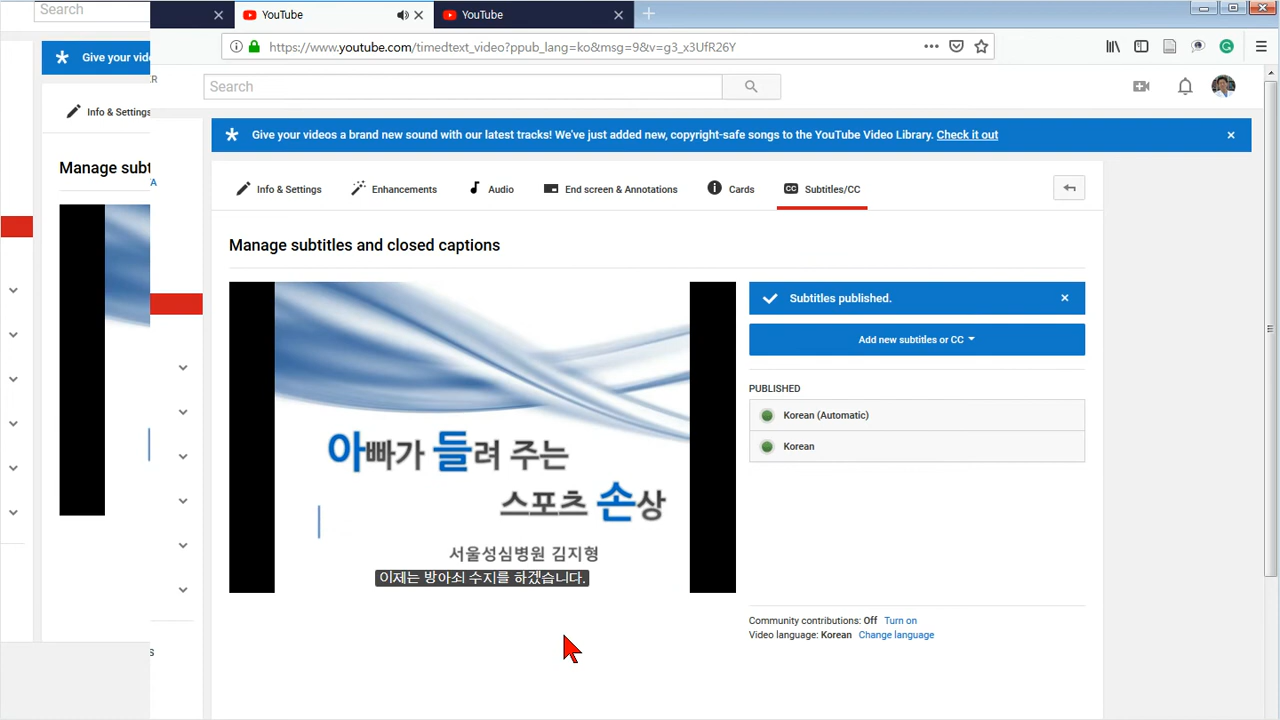 Search
YouTube
YouTube
https://www.youtube.com/timedtext_video?ppub_lang=ko&msg=9&v=g3_x3UfR26Y
Search
Give your vide
Give your videos a brand new sound with our latest tracks! We've just added new, copyright-safe songs to the YouTube Video Library. Check it out
Info & Settings
Info & Settings
Enhancements
Audio
End screen & Annotations
Cards
CC
Subtitles/CC
Manage subt
Manage subtitles and closed captions
Subtitles published.
Add new subtitles or CC
PUBLISHED
Korean (Automatic)
Korean
아빠가 들려 주는
스포츠 손상
서울성심병원 김지형
이제는 방아쇠 수지를 하겠습니다.
Community contributions: Off Turn on
Video language: Korean Change language